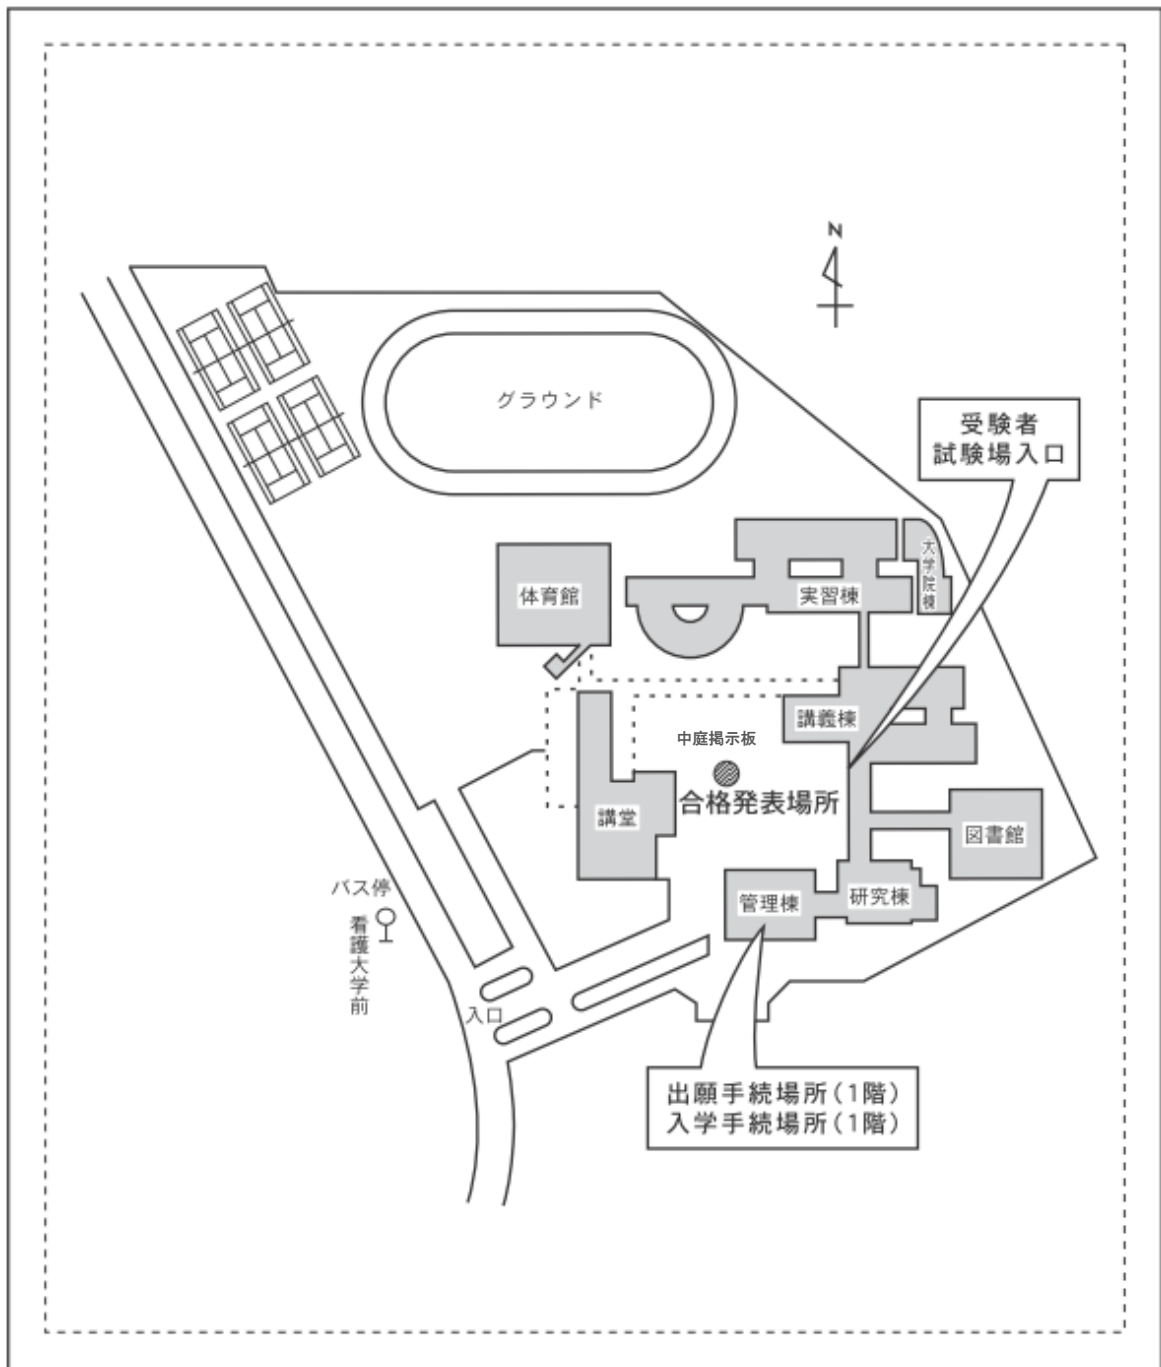 N
グラウンド
受験者
試験場入口
大学院棟
体育館
実習棟
講義棟
中庭掲示板
合格発表場所
講堂
図書館
バス停
看護大学前
管理棟
研究棟
入口
出願手続場所(1階)
入学手続場所(1階)